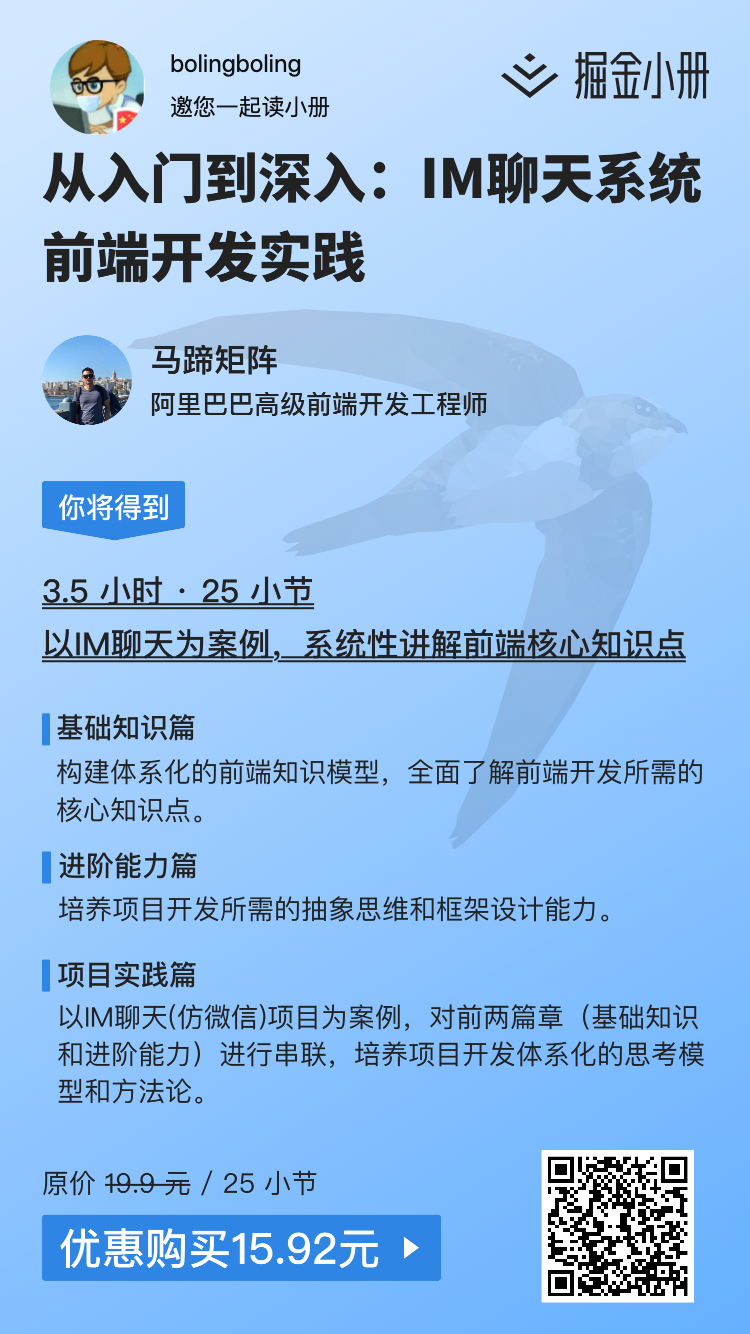 bolingboling
邀您一起读小册
掘金小册
从入门到深入：IM聊天系统
前端开发实践
马蹄矩阵
阿里巴巴高级前端开发工程师
你将得到
3.5 小时 · 25 小节
以IM聊天为案例，系统性讲解前端核心知识点
基础知识篇
构建体系化的前端知识模型，全面了解前端开发所需的
核心知识点。
进阶能力篇
培养项目开发所需的抽象思维和框架设计能力。
项目实践篇
以IM聊天(仿微信)项目为案例，对前两篇章（基础知识
和进阶能力）进行串联，培养项目开发体系化的思考模
型和方法论。
原价 19.9 元 / 25 小节
优惠购买15.92元